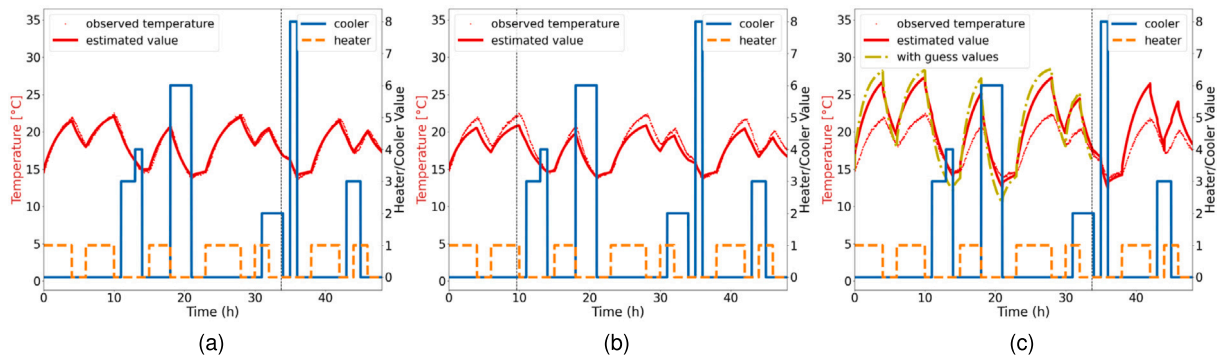 observed temperature
estimated value
cooler
heater
Temperature [°C]
35
30
25
20
15
10
5
0
Heater/Cooler Value
8
7
6
5
4
3
2
1
0
0 10 20 30 40
Time (h)
(a)
observed temperature
estimated value
cooler
heater
Temperature [°C]
35
30
25
20
15
10
5
0
Heater/Cooler Value
8
7
6
5
4
3
2
1
0
0 10 20 30 40
Time (h)
(b)
observed temperature
estimated value
with guess values
cooler
heater
Temperature [°C]
35
30
25
20
15
10
5
0
Heater/Cooler Value
8
7
6
5
4
3
2
1
0
0 10 20 30 40
Time (h)
(c)